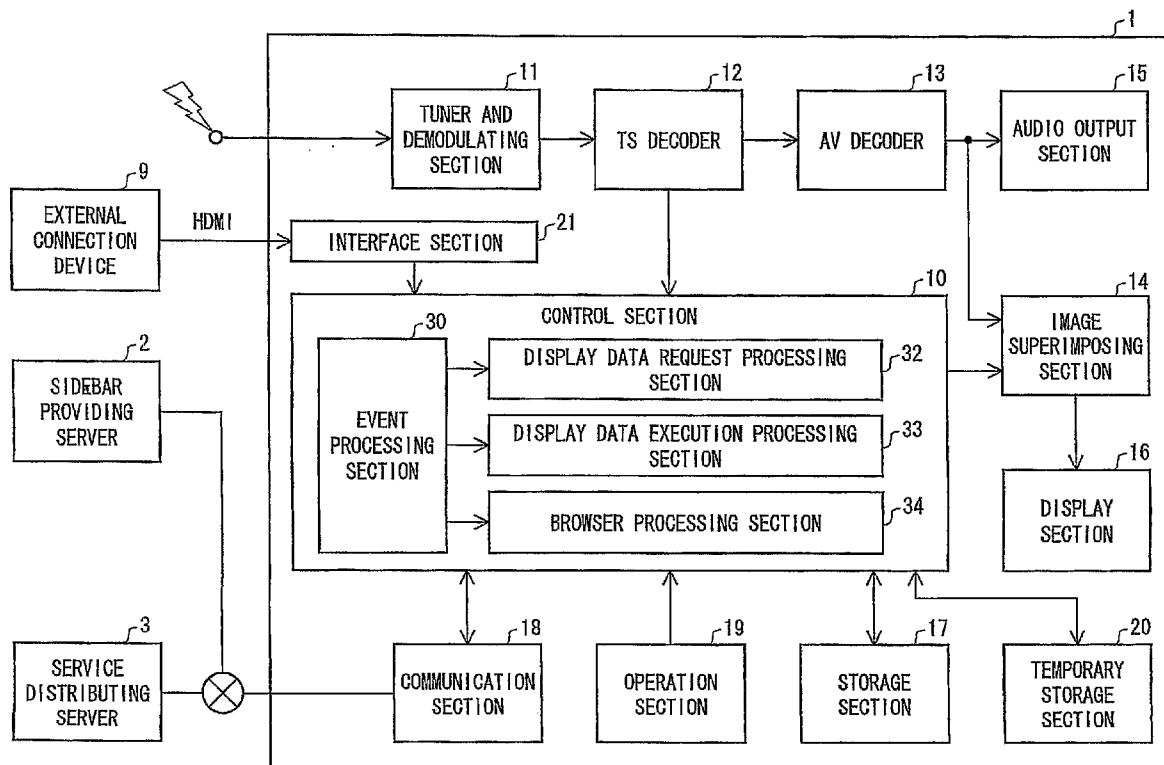 1
11
12
13
15
TUNER AND
DEMODULATING
SECTION
TS DECODER
AV DECODER
AUDIO OUTPUT
SECTION
9
EXTERNAL
CONNECTION
DEVICE
HDMI
INTERFACE SECTION
21
10
CONTROL SECTION
14
IMAGE
SUPERIMPOSING
SECTION
30
EVENT
PROCESSING
SECTION
DISPLAY DATA REQUEST PROCESSING
SECTION
32
DISPLAY DATA EXECUTION PROCESSING
SECTION
33
BROWSER PROCESSING SECTION
34
2
SIDEBAR
PROVIDING
SERVER
16
DISPLAY
SECTION
3
SERVICE
DISTRIBUTING
SERVER
18
COMMUNICATION
SECTION
19
OPERATION
SECTION
17
STORAGE
SECTION
20
TEMPORARY
STORAGE
SECTION